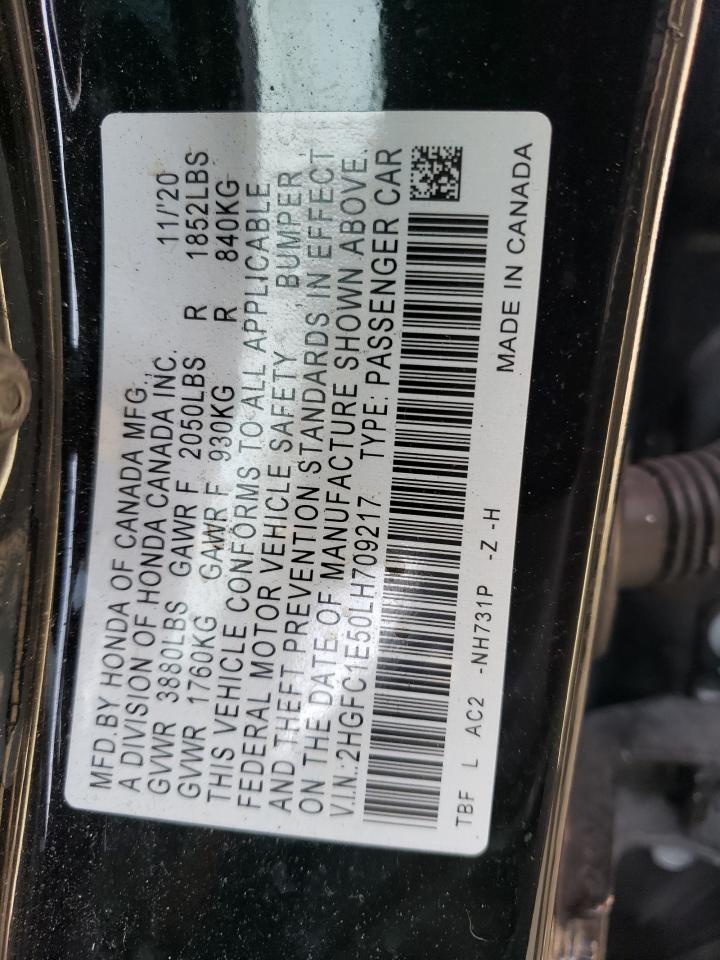 MFD.BY HONDA OF CANADA MFG., 11/'20
A DIVISION OF HONDA CANADA INC.
GVWR 3880LBS GAWR F 2050LBS R 1852LBS
GVWR 1760KG GAWR F 930KG R 840KG
THIS VEHICLE CONFORMS TO ALL APPLICABLE
FEDERAL MOTOR VEHICLE SAFETY, BUMPER,
AND THEFT PREVENTION STANDARDS IN EFFECT
ON THE DATE OF MANUFACTURE SHOWN ABOVE.
V.I.N.:2HGFC1E50LH709217 TYPE: PASSENGER CAR
TBF L AC2 -NH731P -Z -H MADE IN CANADA